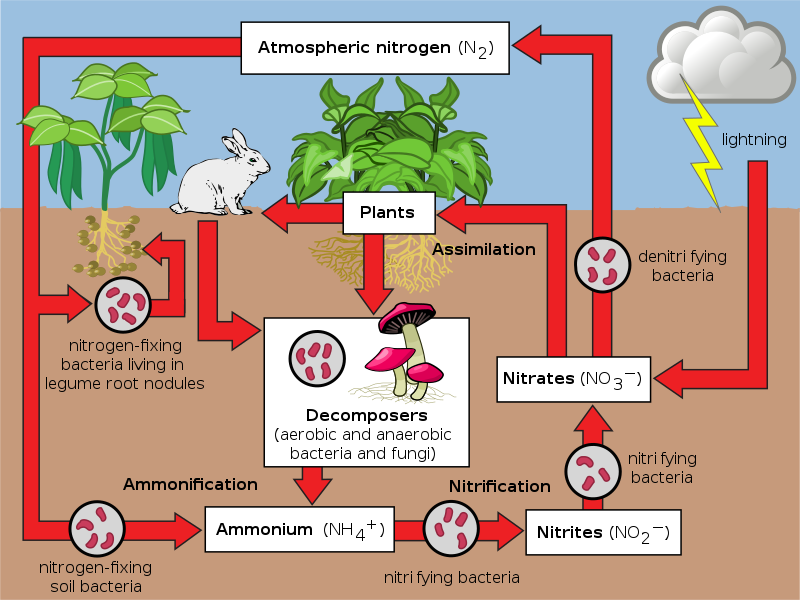 Atmospheric nitrogen (N2)
lightning
Plants
Assimilation
denitri fying
bacteria
nitrogen-fixing
bacteria living in
legume root nodules
Nitrates (NO3−)
Decomposers
(aerobic and anaerobic
bacteria and fungi)
nitri fying
bacteria
Ammonification
Nitrification
Ammonium (NH4+)
Nitrites (NO2−)
nitrogen-fixing
soil bacteria
nitri fying bacteria